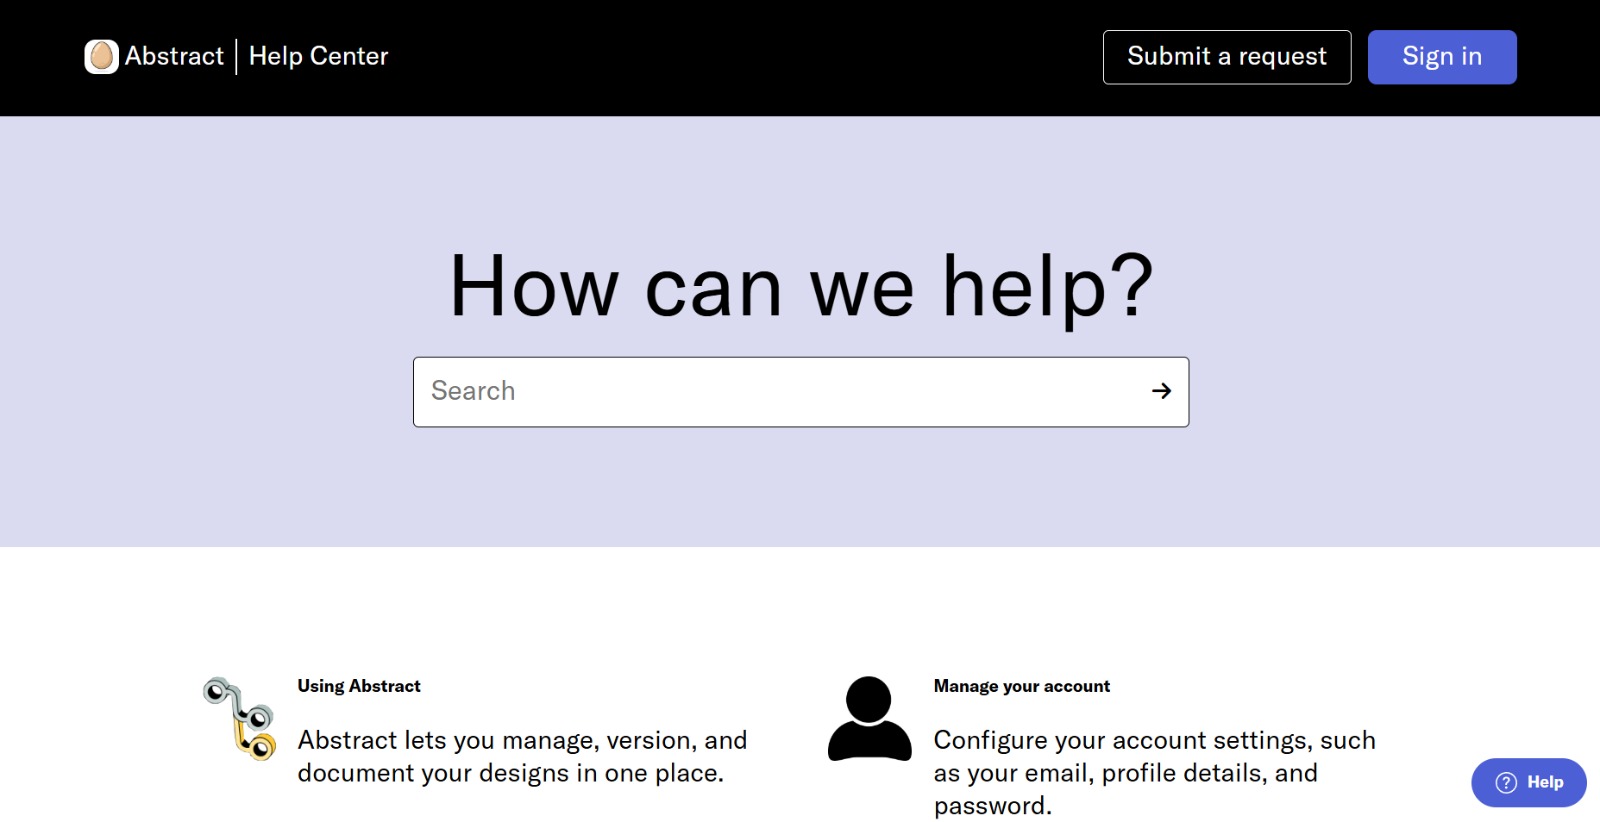 Abstract | Help Center
Submit a request
Sign in
How can we help?
Search
Using Abstract
Abstract lets you manage, version, and
document your designs in one place.
Manage your account
Configure your account settings, such
as your email, profile details, and
password.
Help